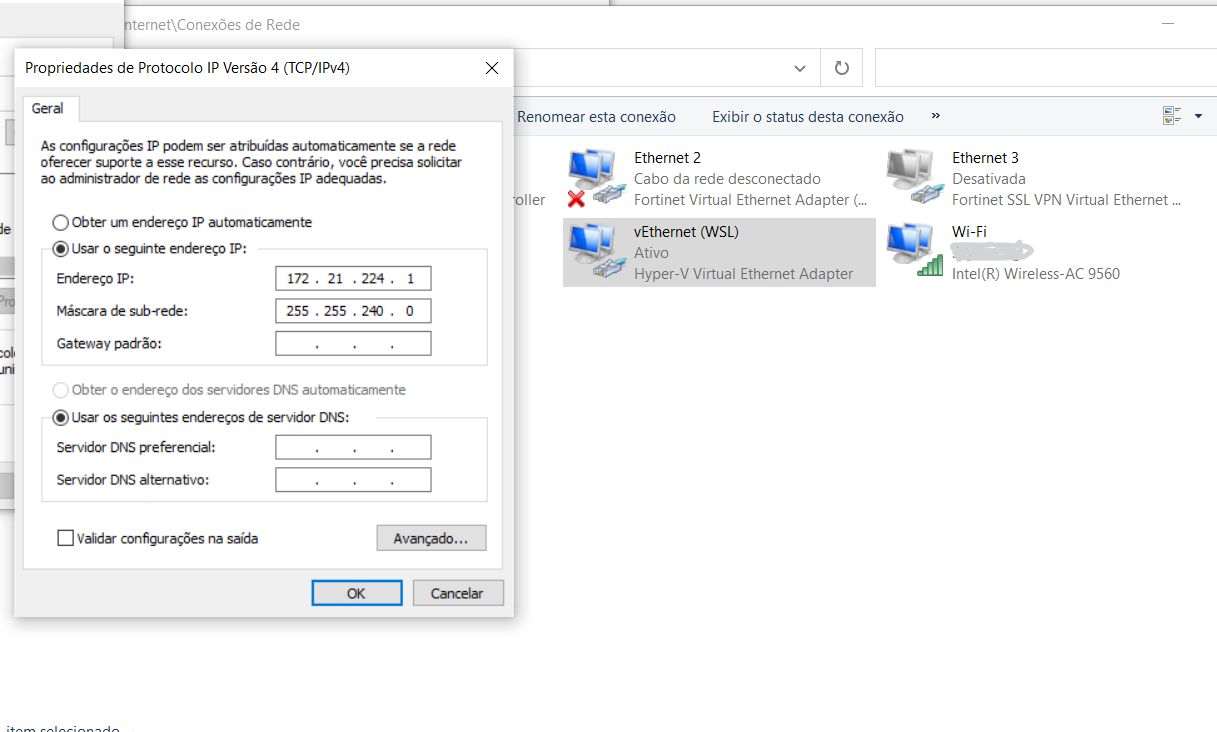 nternet\Conexões de Rede
Propriedades de Protocolo IP Versão 4 (TCP/IPv4)
Geral
As configurações IP podem ser atribuídas automaticamente se a rede
oferecer suporte a esse recurso. Caso contrário, você precisa solicitar
ao administrador de rede as configurações IP adequadas.
Obter um endereço IP automaticamente
Usar o seguinte endereço IP:
Endereço IP: 172 . 21 . 224 . 1
Máscara de sub-rede: 255 . 255 . 240 . 0
Gateway padrão: . . .
Obter o endereço dos servidores DNS automaticamente
Usar os seguintes endereços de servidor DNS:
Servidor DNS preferencial: . . .
Servidor DNS alternativo: . . .
Validar configurações na saída
Avançado...
OK Cancelar
Renomear esta conexão Exibir o status desta conexão »
roller
Ethernet 2
Cabo da rede desconectado
Fortinet Virtual Ethernet Adapter (...
Ethernet 3
Desativada
Fortinet SSL VPN Virtual Ethernet ...
vEthernet (WSL)
Ativo
Hyper-V Virtual Ethernet Adapter
Wi-Fi
Intel(R) Wireless-AC 9560
de
Pro
col
uni
item selecionado